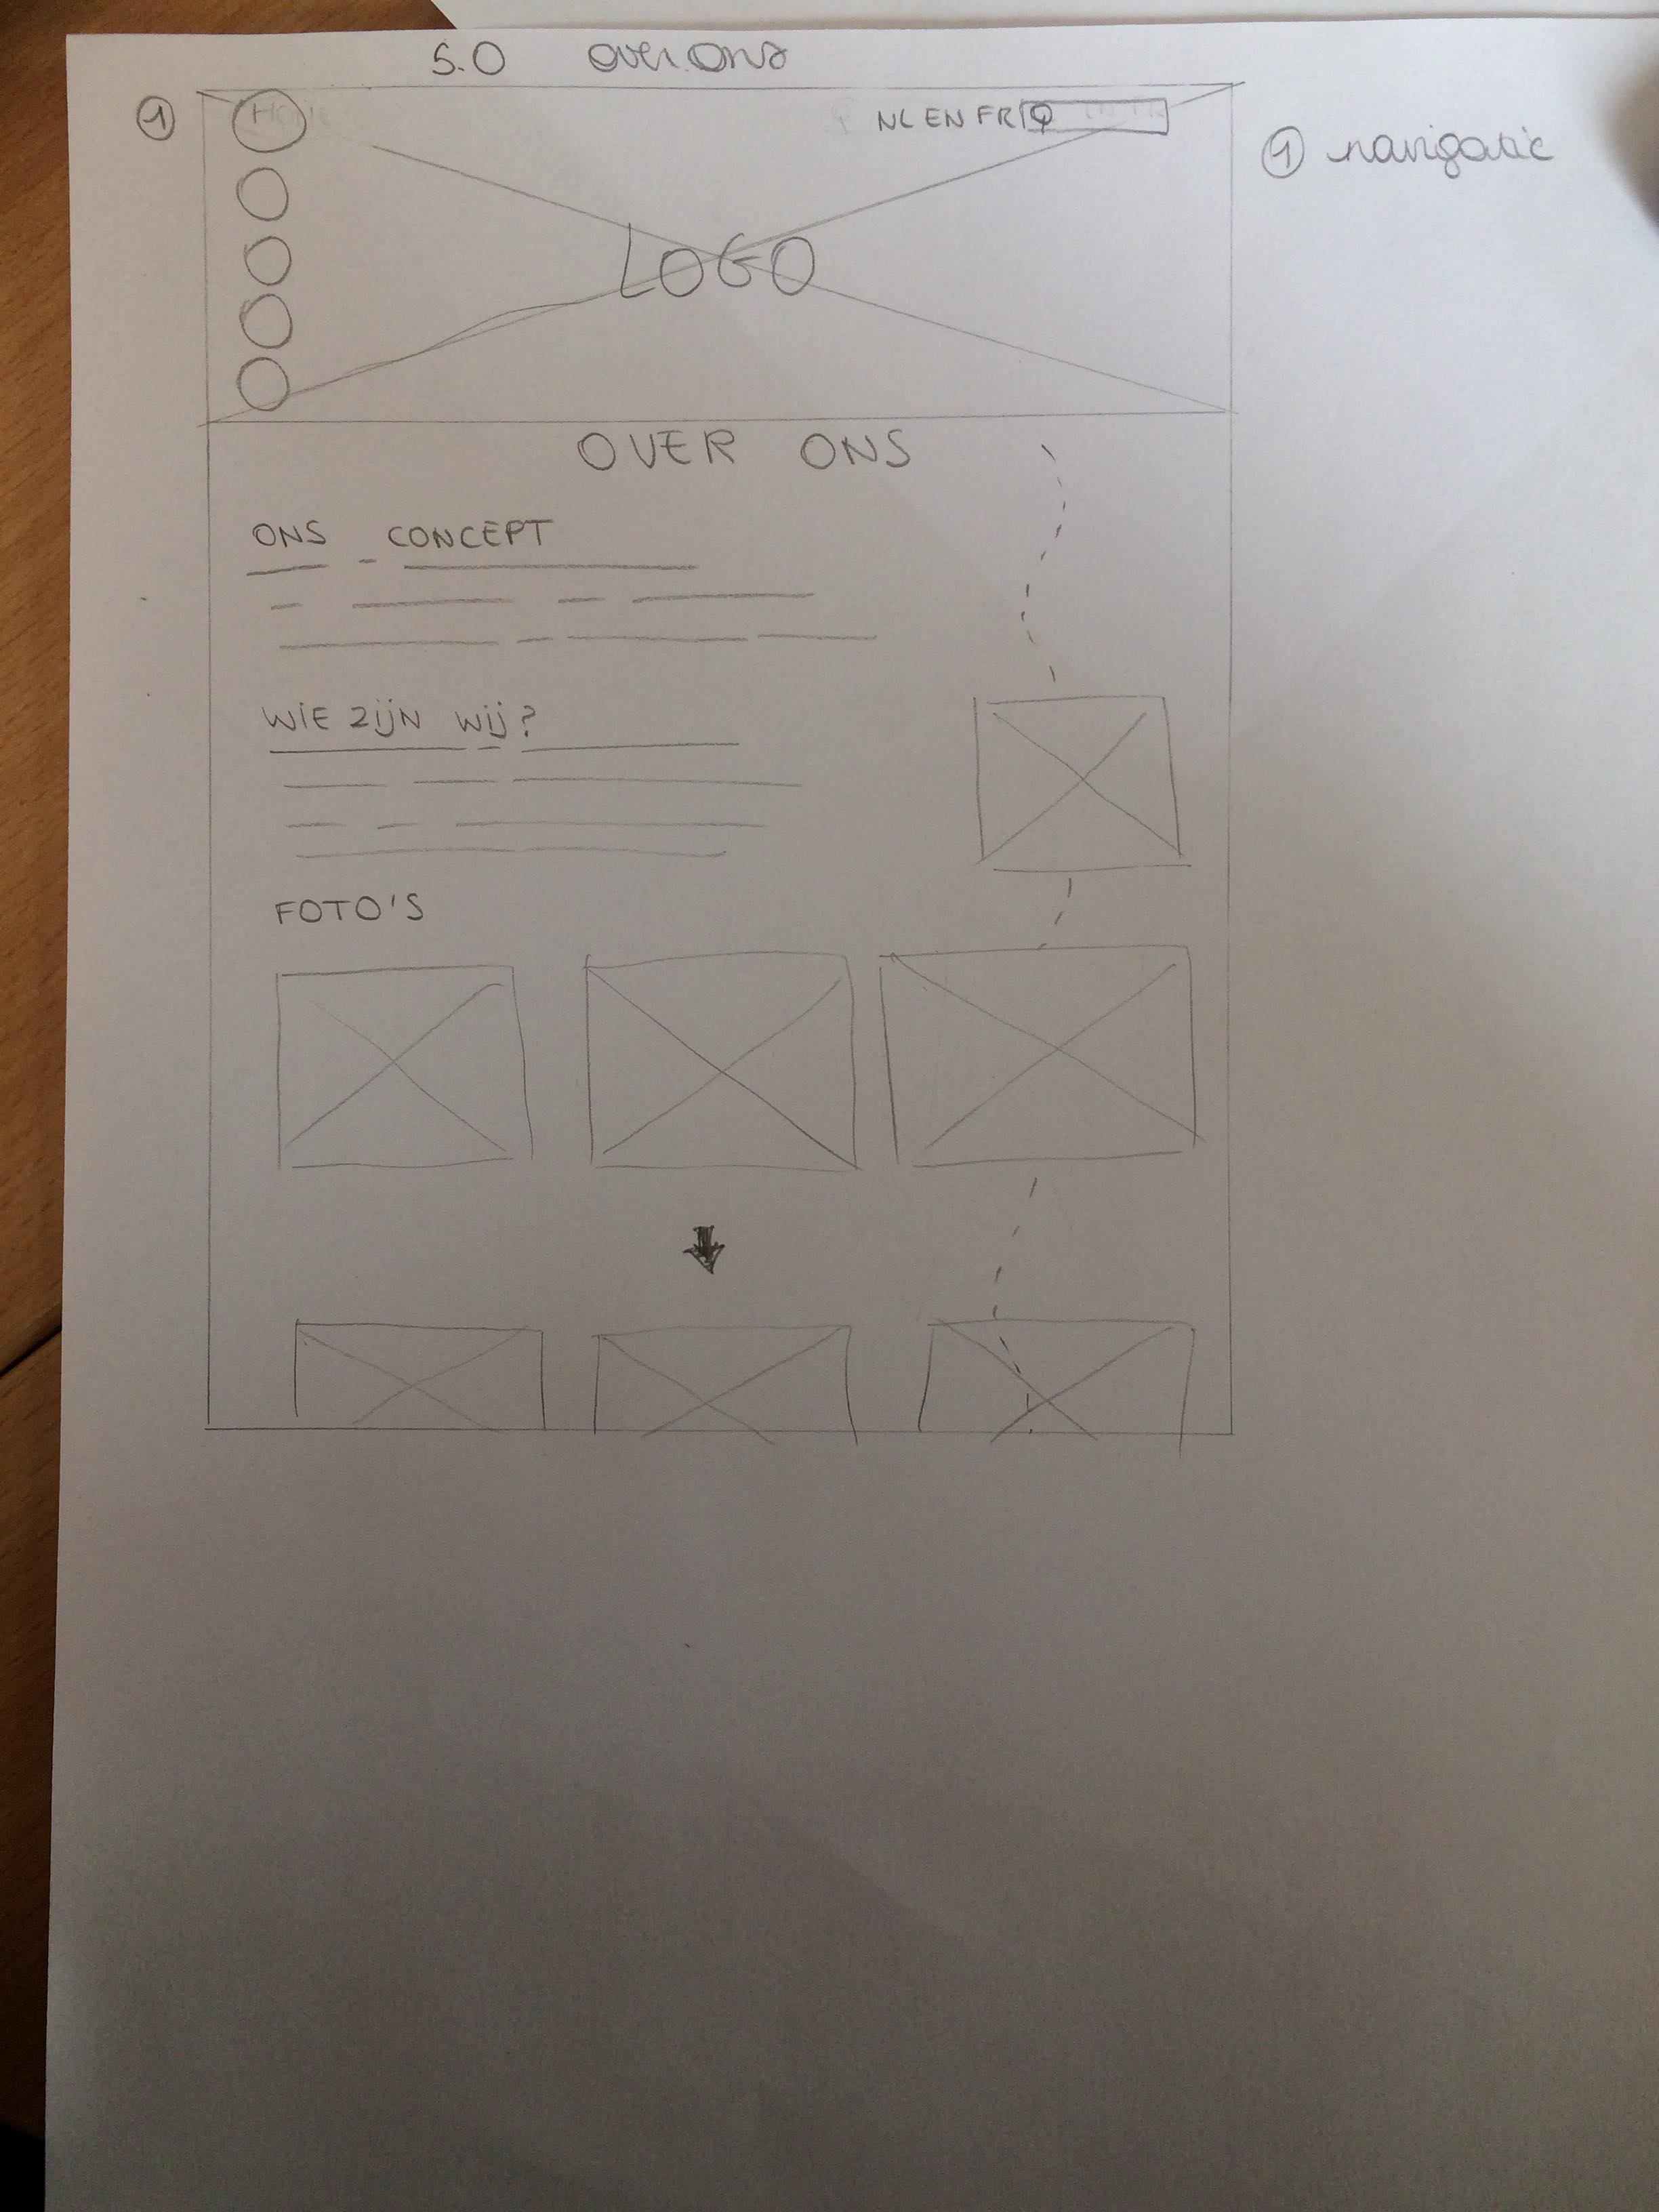 5.0 over ons
1
NL EN FR
1 navigatie
LOGO
OVER ONS
ONS CONCEPT
WIE ZIJN WIJ?
FOTO'S